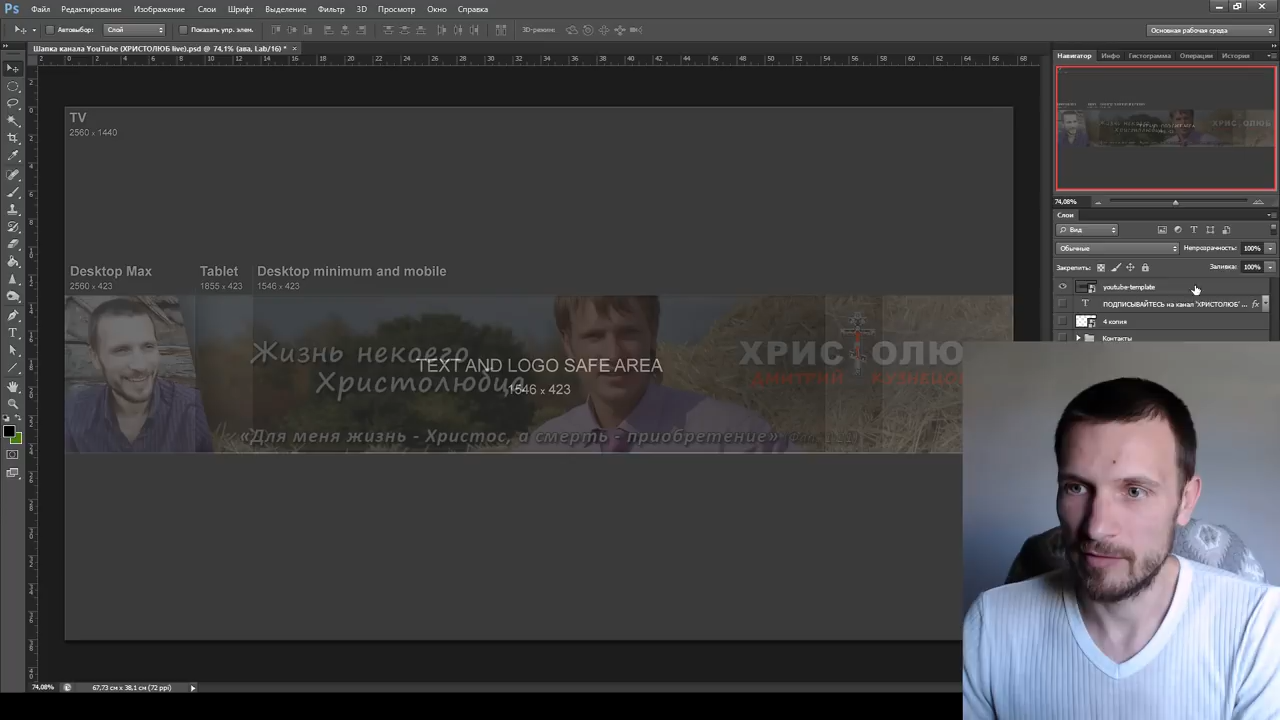 Ps Файл Редактирование Изображение Слои Шрифт Выделение Фильтр 3D Просмотр Окно Справка
Автовыбор: Слой Показать упр. элем. 3D-режим: Основная рабочая среда
Шапка канала YouTube (ХРИСТОЛЮБ live).psd @ 74,1% (ава, Lab/16) *
Навигатор Инфо Гистограмма Операции История
TV
2560 x 1440
74,08%
Слои
Вид
Обычные Непрозрачность: 100%
Закрепить: Заливка: 100%
youtube-template
T ПОДПИСЫВАЙТЕСЬ на канал "ХРИСТОЛЮБ" ... fx
4 копия
Контакты
Desktop Max
2560 x 423
Tablet
1855 x 423
Desktop minimum and mobile
1546 x 423
Жизнь некоего
Христолюбца
TEXT AND LOGO SAFE AREA
1546 x 423
ХРИСТОЛЮ
ДМИТРИЙ КУЗНЕЦО
«Для меня жизнь - Христос, а смерть - приобретение»
74,08% 67,73 см x 38,1 см (72 ppi)